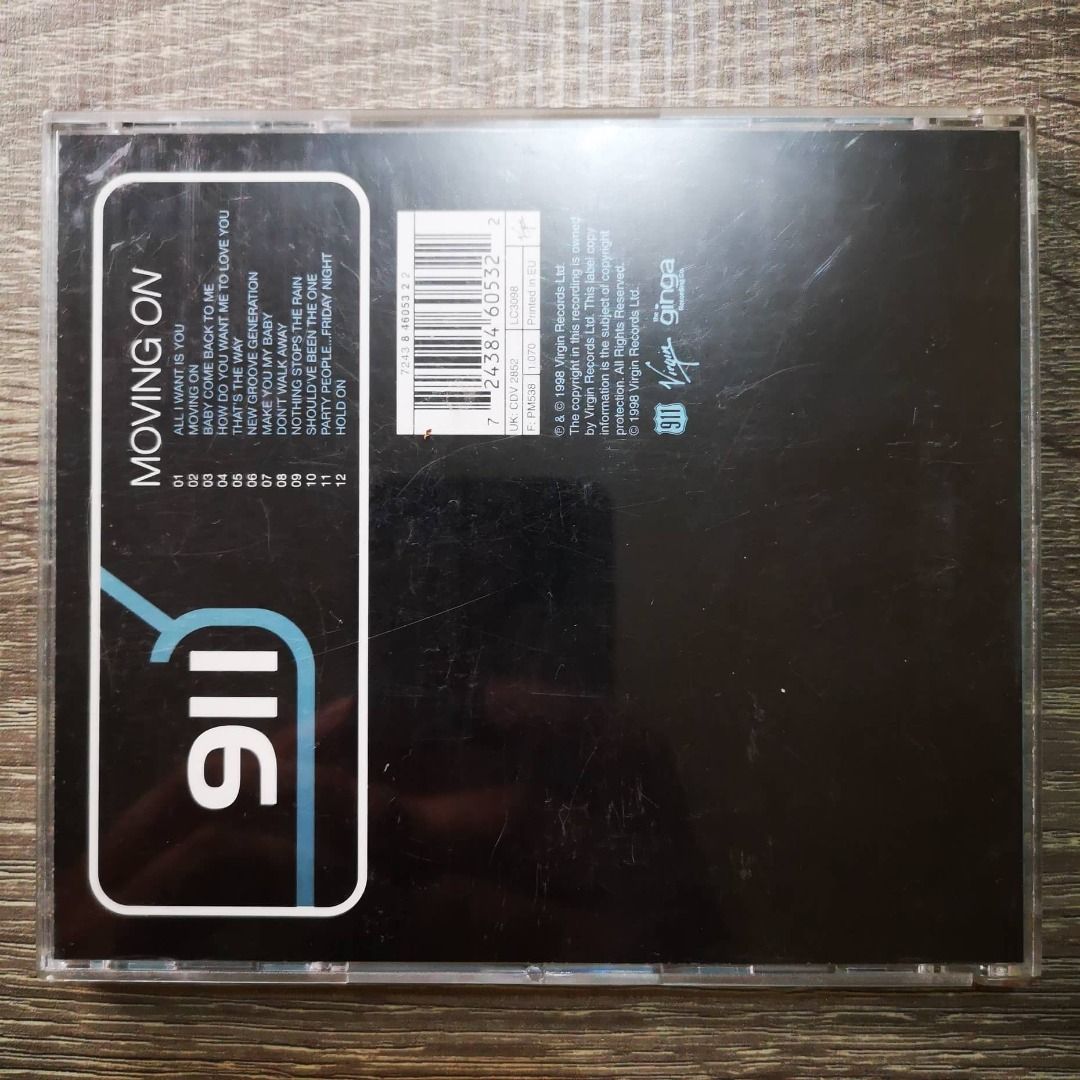 911
MOVING ON
01 ALL I WANT IS YOU
02 MOVING ON
03 BABY COME BACK TO ME
04 HOW DO YOU WANT ME TO LOVE YOU
05 THAT'S THE WAY
06 NEW GROOVE GENERATION
07 MAKE YOU MY BABY
08 DON'T WALK AWAY
09 NOTHING STOPS THE RAIN
10 SHOULD'VE BEEN THE ONE
11 PARTY PEOPLE...FRIDAY NIGHT
12 HOLD ON
7243 8 46053 2 2
7 24384 60532 2
UK: CDV 2852 LC3098 Virgin
F: PM538 1.070 Printed in EU
℗ & © 1998 Virgin Records Ltd.
The copyright in this recording is owned
by Virgin Records Ltd. This label copy
information is the subject of copyright
protection. All Rights Reserved.
© 1998 Virgin Records Ltd.
911 Virgin the ginga Recording Co.